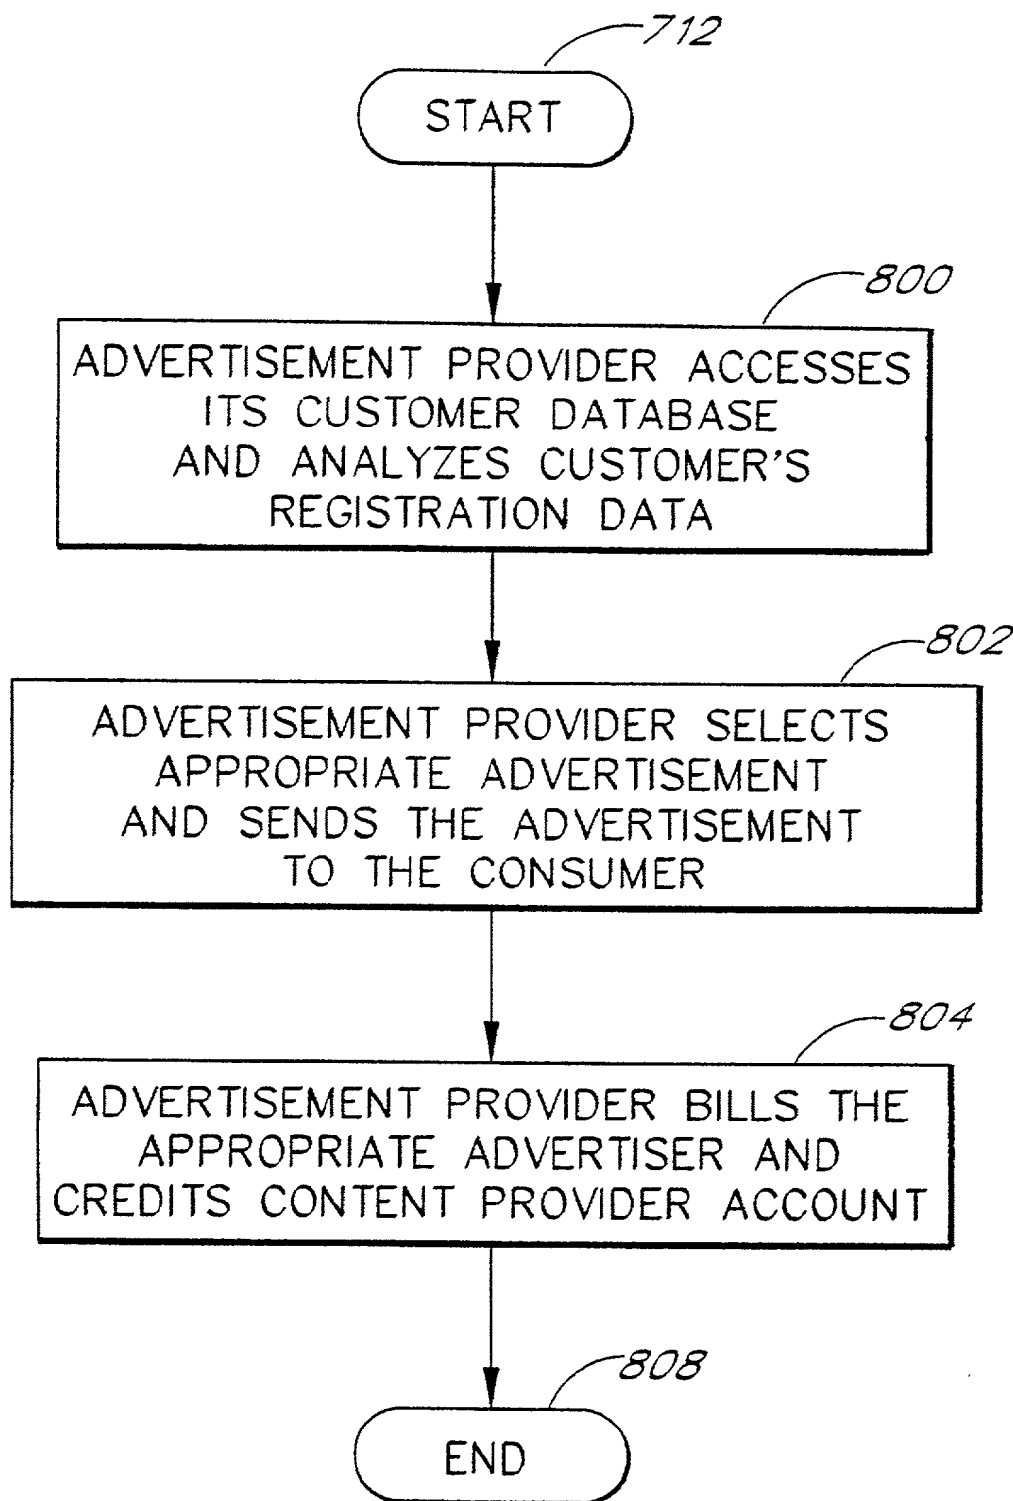 712
START
800
ADVERTISEMENT PROVIDER ACCESSES
ITS CUSTOMER DATABASE
AND ANALYZES CUSTOMER'S
REGISTRATION DATA
802
ADVERTISEMENT PROVIDER SELECTS
APPROPRIATE ADVERTISEMENT
AND SENDS THE ADVERTISEMENT
TO THE CONSUMER
804
ADVERTISEMENT PROVIDER BILLS THE
APPROPRIATE ADVERTISER AND
CREDITS CONTENT PROVIDER ACCOUNT
808
END